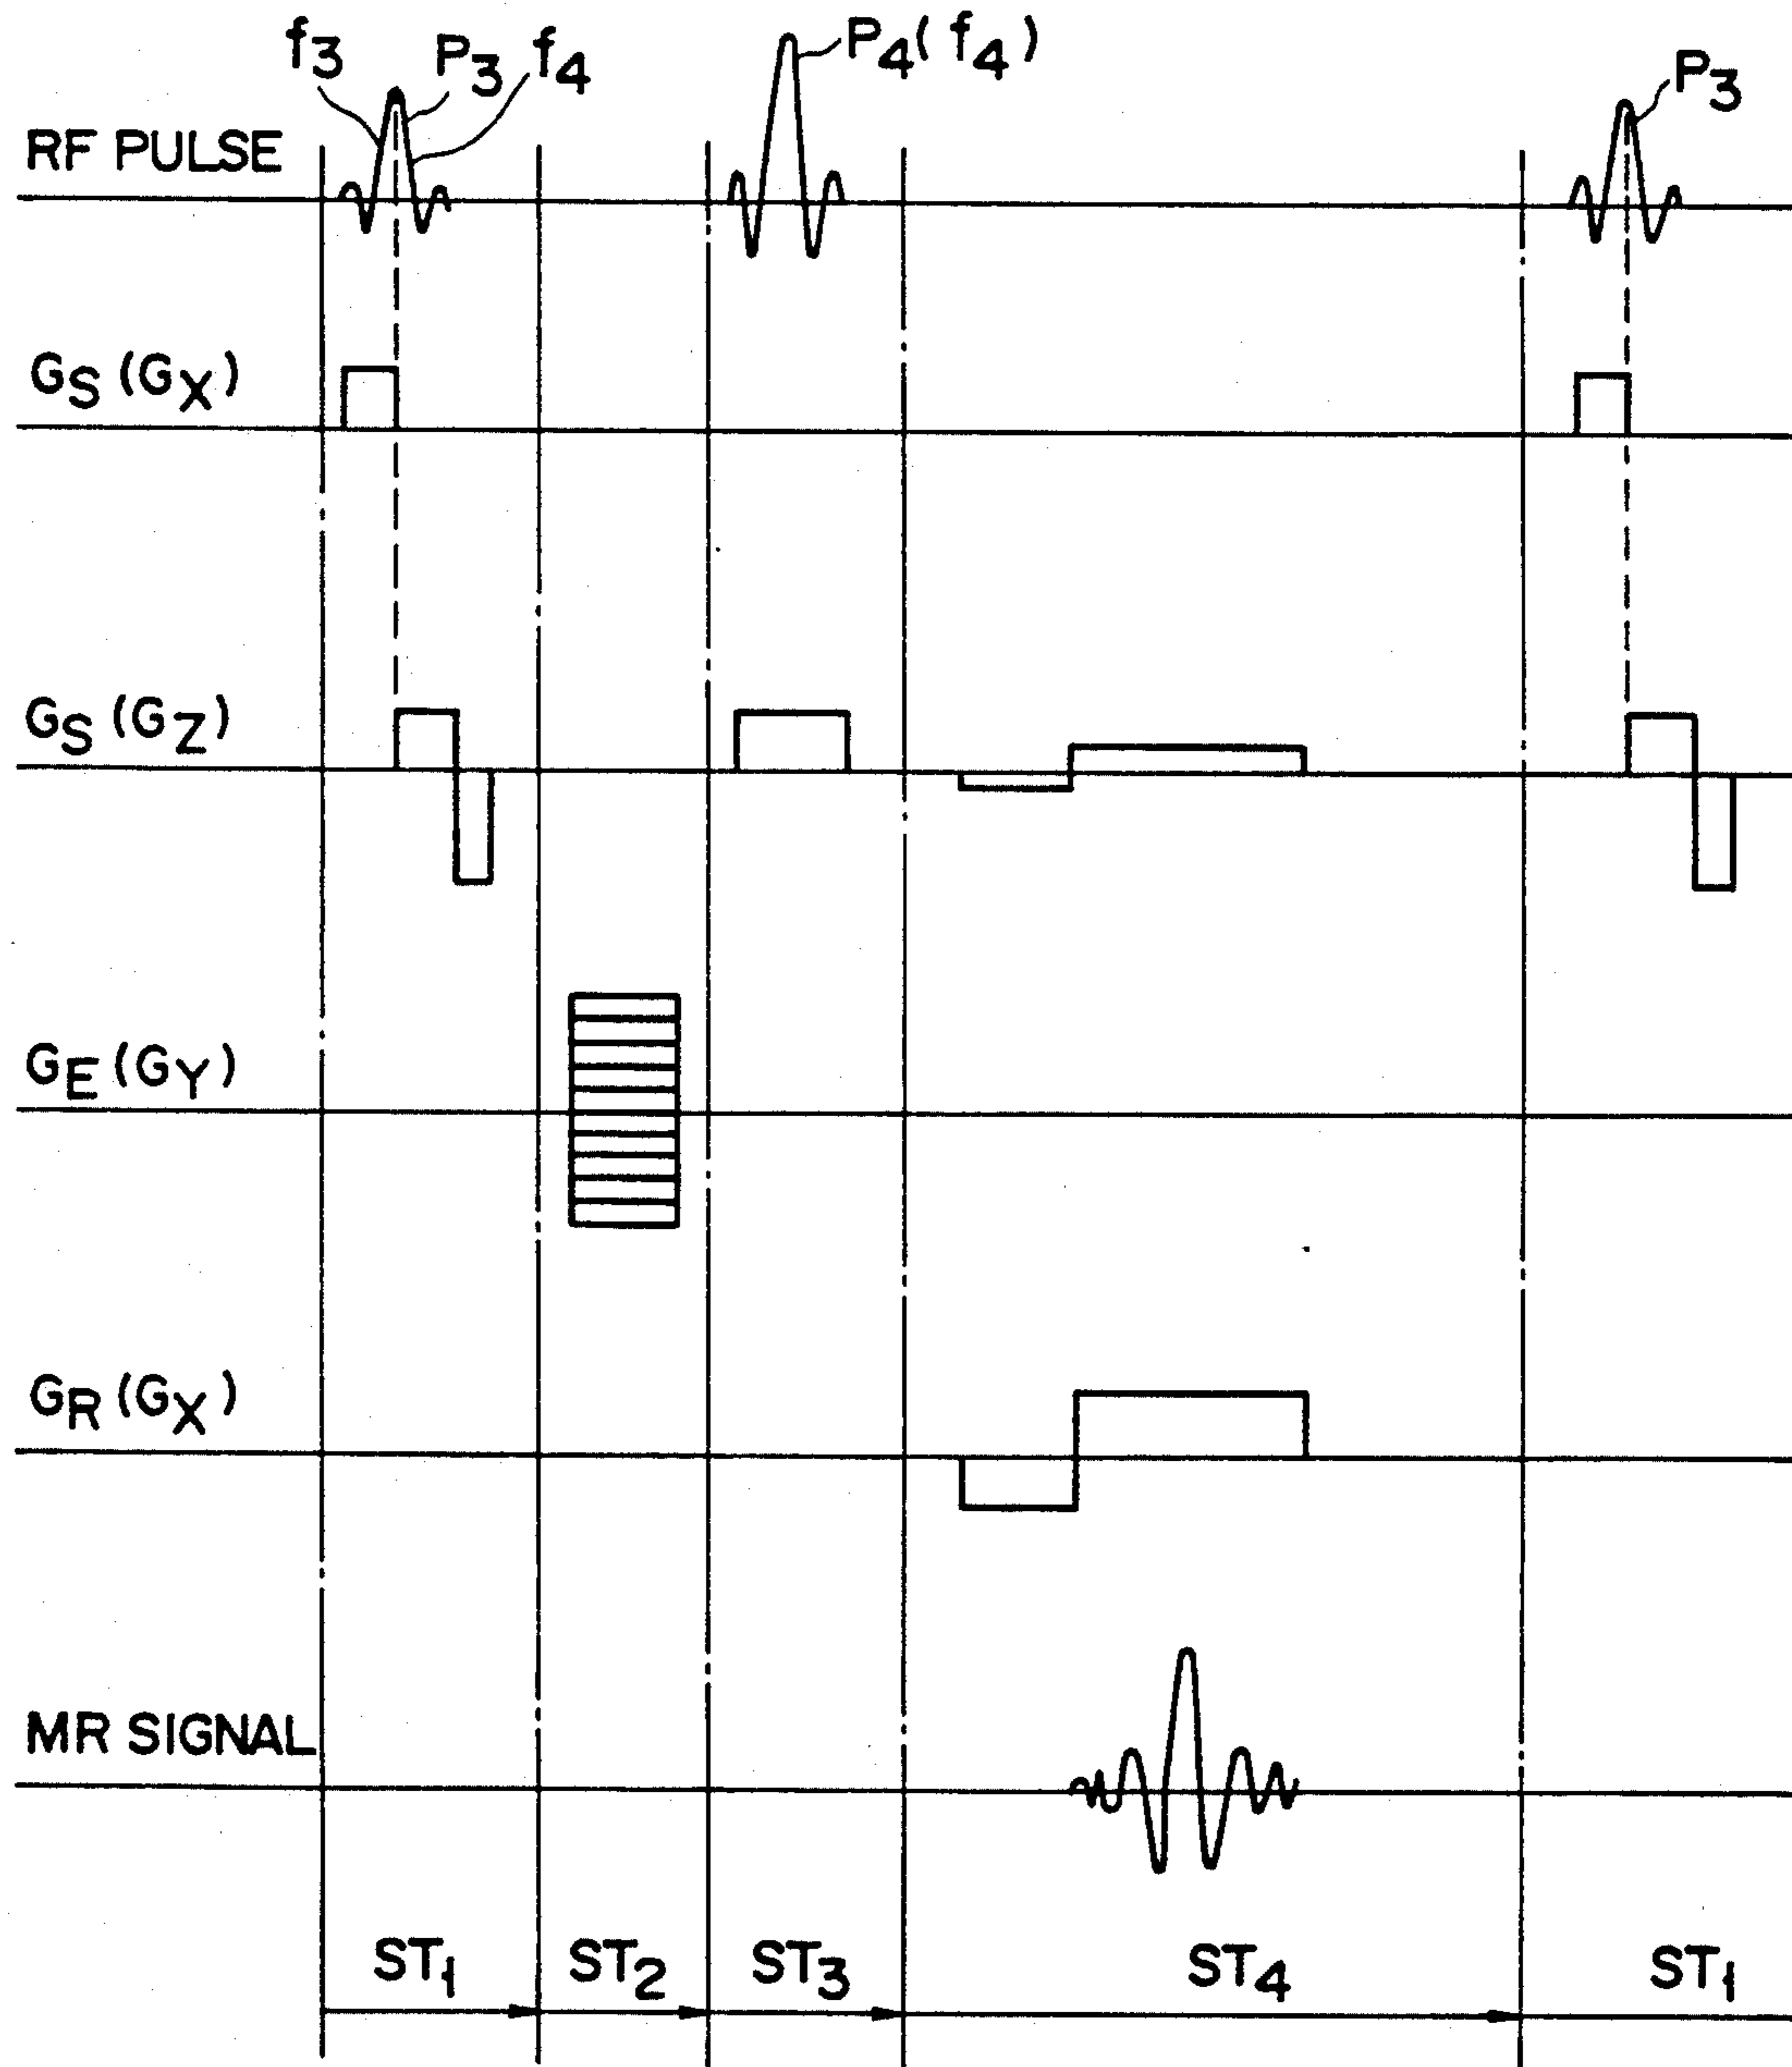 f3 P3 f4 P4(f4) P3
RF PULSE
GS (GX)
GS (GZ)
GE (GY)
GR (GX)
MR SIGNAL
ST1 ST2 ST3 ST4 ST1